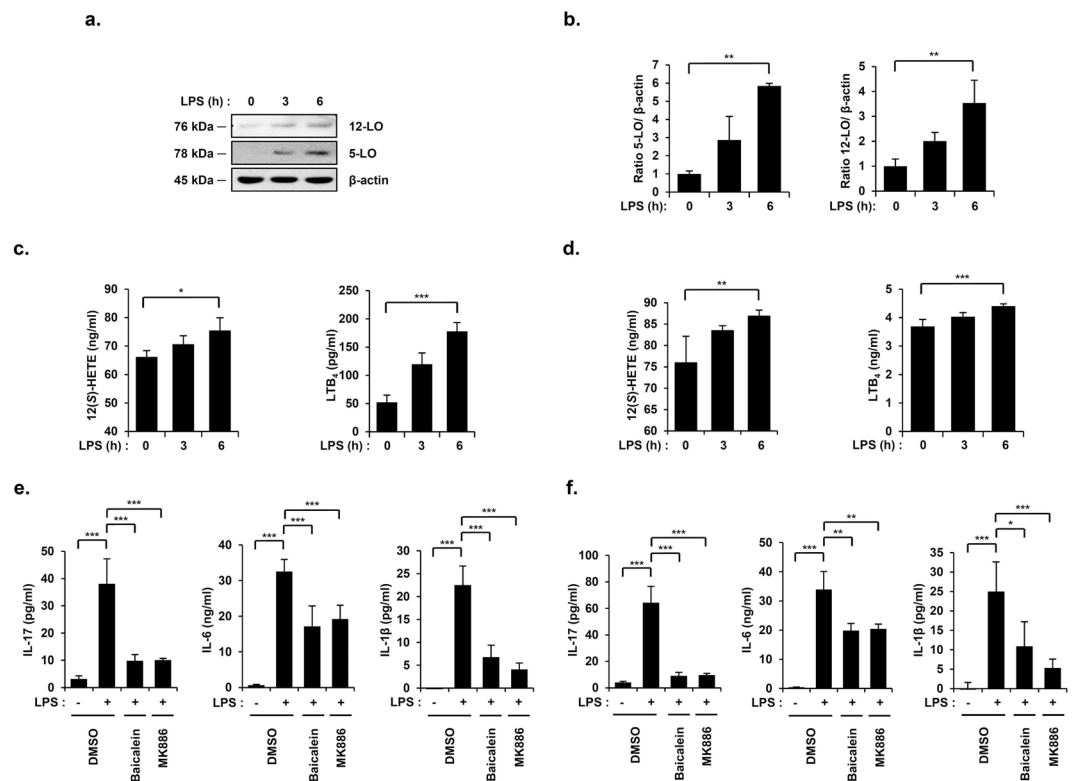 a.
LPS (h) : 0 3 6
76 kDa 12-LO
78 kDa 5-LO
45 kDa β-actin
b.
Ratio 5-LO/ β-actin
7
6
5
4
3
2
1
0
**
LPS (h): 0 3 6
Ratio 12-LO/ β-actin
5
4
3
2
1
0
**
LPS (h): 0 3 6
c.
12(S)-HETE (ng/ml)
90
80
70
60
50
40
*
LPS (h) : 0 3 6
LTB4 (pg/ml)
250
200
150
100
50
0
***
LPS (h) : 0 3 6
d.
12(S)-HETE (ng/ml)
90
85
80
75
70
65
60
**
LPS (h) : 0 3 6
LTB4 (ng/ml)
5
4
3
2
1
0
***
LPS (h) : 0 3 6
e.
IL-17 (pg/ml)
50
40
30
20
10
0
***
***
***
LPS : - + + +
DMSO Baicalein MK886
IL-6 (ng/ml)
40
30
20
10
0
***
***
***
- + + +
DMSO Baicalein MK886
IL-1β (pg/ml)
30
25
20
15
10
5
0
***
***
***
- + + +
DMSO Baicalein MK886
f.
IL-17 (pg/ml)
100
80
60
40
20
0
***
***
***
LPS : - + + +
DMSO Baicalein MK886
IL-6 (ng/ml)
50
40
30
20
10
0
**
**
***
- + + +
DMSO Baicalein MK886
IL-1β (pg/ml)
35
30
25
20
15
10
5
0
***
*
***
- + + +
DMSO Baicalein MK886